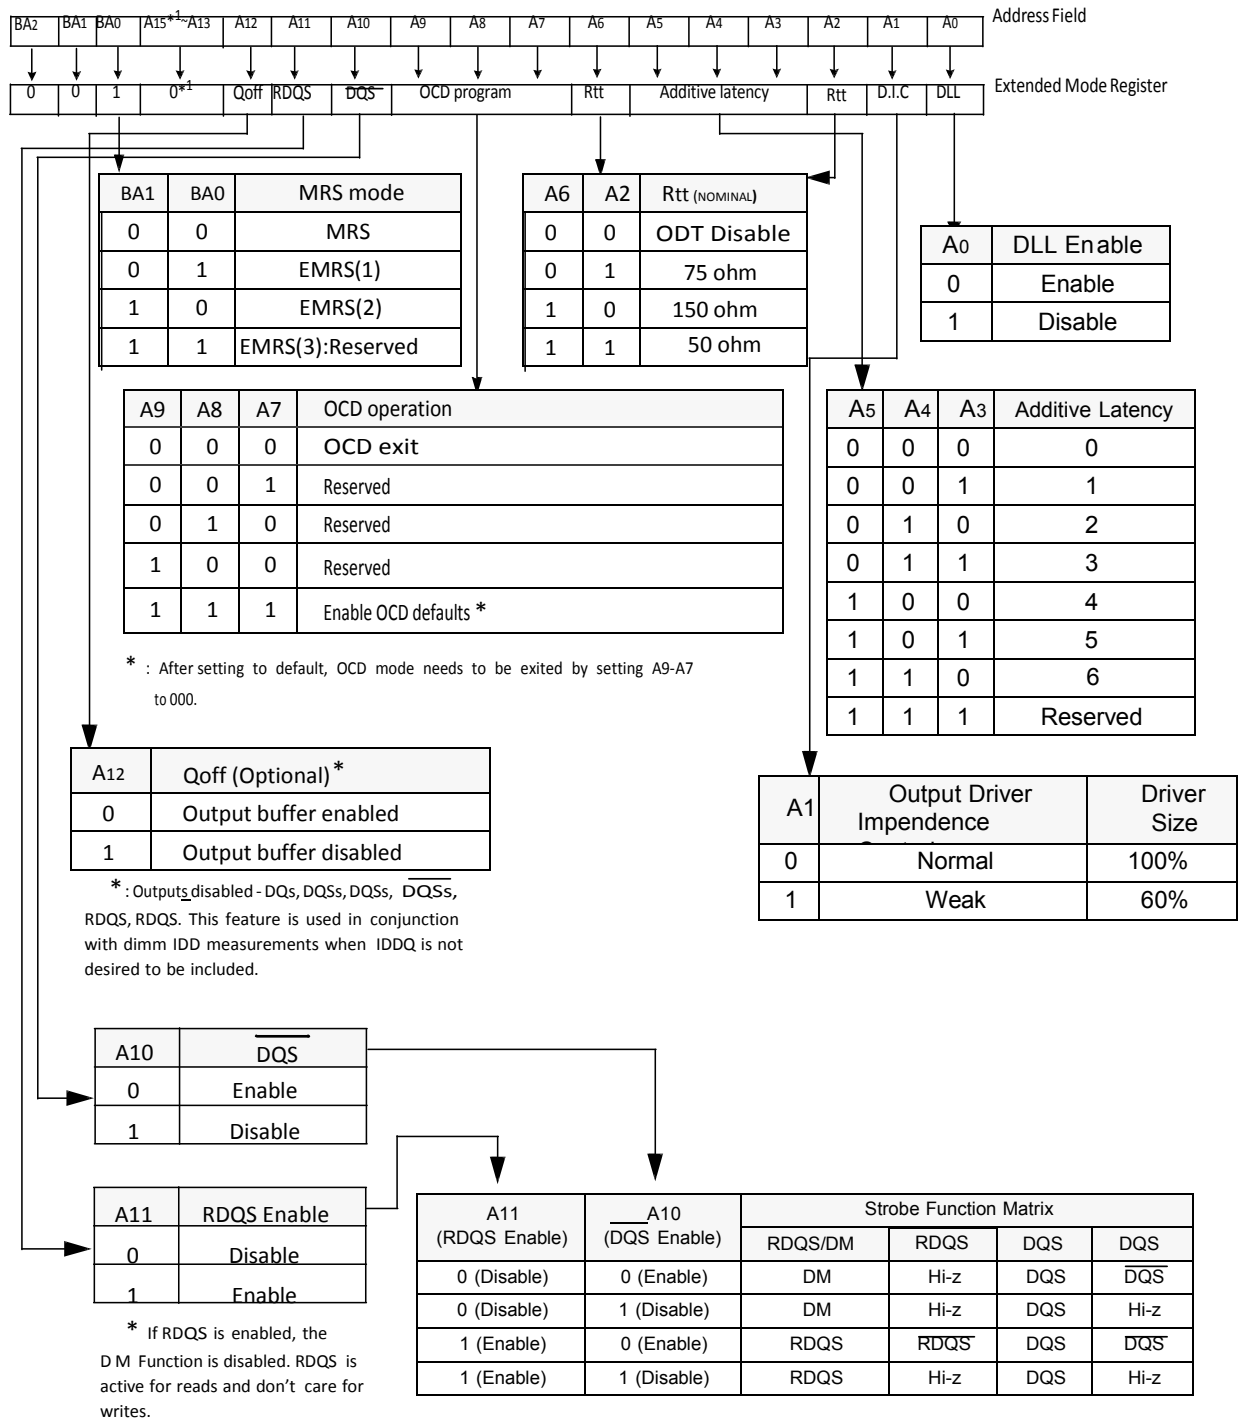 BA2 BA1 BA0 A15*1~A13 A12 A11 A10 A9 A8 A7 A6 A5 A4 A3 A2 A1 A0 Address Field
0 0 1 0*1 Qoff RDQS DQS OCD program Rtt Additive latency Rtt D.I.C DLL Extended Mode Register
BA1 BA0 MRS mode
0 0 MRS
0 1 EMRS(1)
1 0 EMRS(2)
1 1 EMRS(3):Reserved
A6 A2 Rtt (NOMINAL)
0 0 ODT Disable
0 1 75 ohm
1 0 150 ohm
1 1 50 ohm
A0 DLL Enable
0 Enable
1 Disable
A9 A8 A7 OCD operation
0 0 0 OCD exit
0 0 1 Reserved
0 1 0 Reserved
1 0 0 Reserved
1 1 1 Enable OCD defaults *
* : After setting to default, OCD mode needs to be exited by setting A9-A7
to 000.
A5 A4 A3 Additive Latency
0 0 0 0
0 0 1 1
0 1 0 2
0 1 1 3
1 0 0 4
1 0 1 5
1 1 0 6
1 1 1 Reserved
A12 Qoff (Optional) *
0 Output buffer enabled
1 Output buffer disabled
* : Outputs disabled - DQs, DQSs, DQSs, DQSs,
RDQS, RDQS. This feature is used in conjunction
with dimm IDD measurements when IDDQ is not
desired to be included.
A1 Output Driver Impendence Driver Size
0 Normal 100%
1 Weak 60%
A10 DQS
0 Enable
1 Disable
A11 RDQS Enable
0 Disable
1 Enable
* If RDQS is enabled, the
D M Function is disabled. RDQS is
active for reads and don't care for
writes.
A11 (RDQS Enable) A10 (DQS Enable) Strobe Function Matrix
RDQS/DM RDQS DQS DQS
0 (Disable) 0 (Enable) DM Hi-z DQS DQS
0 (Disable) 1 (Disable) DM Hi-z DQS Hi-z
1 (Enable) 0 (Enable) RDQS RDQS DQS DQS
1 (Enable) 1 (Disable) RDQS Hi-z DQS Hi-z